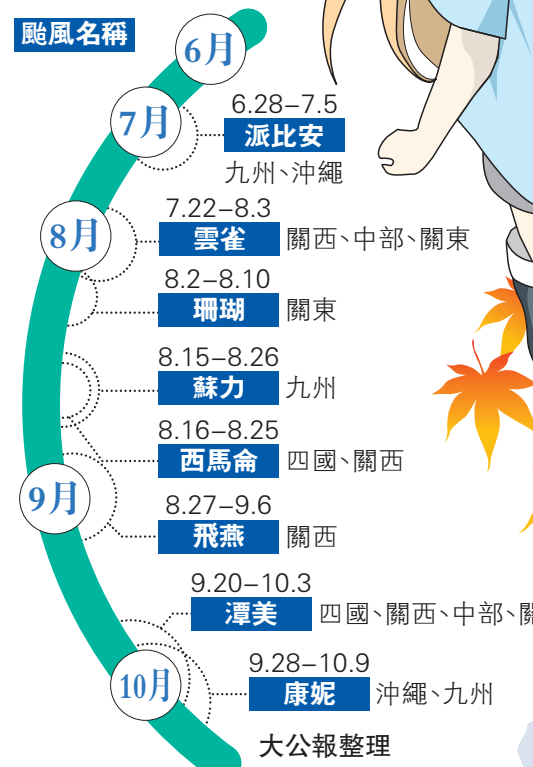 颱風名稱
6月
7月
6.28–7.5
派比安
九州、沖繩
8月
7.22–8.3
雲雀 關西、中部、關東
8.2–8.10
珊瑚 關東
8.15–8.26
蘇力 九州
8.16–8.25
西馬侖 四國、關西
9月
8.27–9.6
飛燕 關西
9.20–10.3
潭美 四國、關西、中部、
10月
9.28–10.9
康妮 沖繩、九州
大公報整理